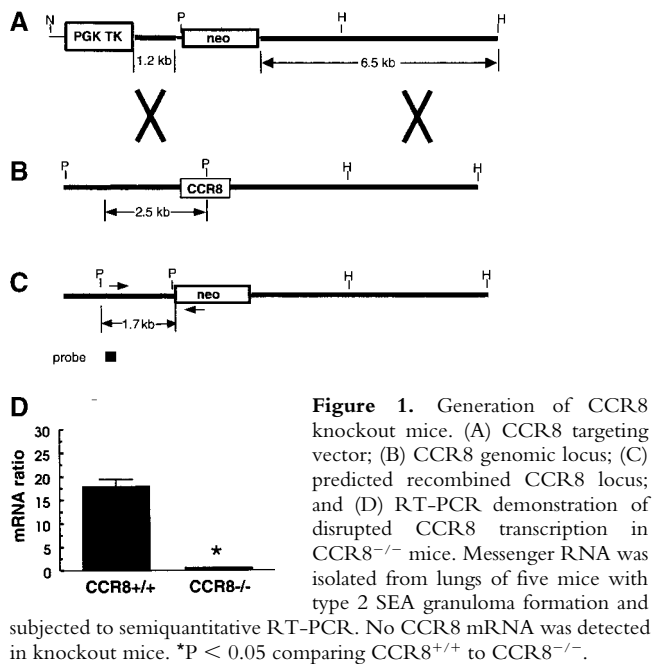 A
N
P
H
H
PGK TK
neo
1.2 kb
6.5 kb
B
P
P
H
H
CCR8
2.5 kb
C
P
P
H
H
neo
1.7kb
probe
D
mRNA ratio
30
25
20
15
10
5
0
*
CCR8+/+
CCR8-/-
Figure 1. Generation of CCR8
knockout mice. (A) CCR8 targeting
vector; (B) CCR8 genomic locus; (C)
predicted recombined CCR8 locus;
and (D) RT-PCR demonstration of
disrupted CCR8 transcription in
CCR8−/− mice. Messenger RNA was
isolated from lungs of five mice with
type 2 SEA granuloma formation and
subjected to semiquantitative RT-PCR. No CCR8 mRNA was detected
in knockout mice. *P < 0.05 comparing CCR8+/+ to CCR8−/−.